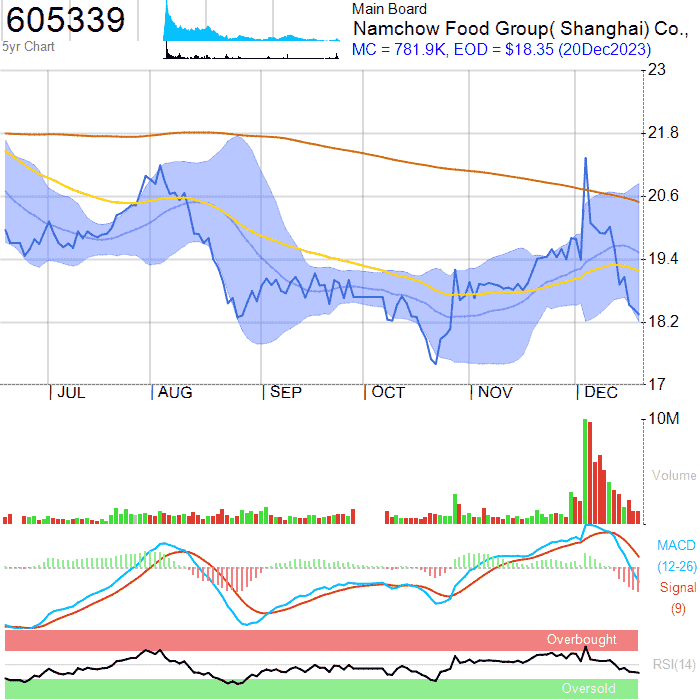 605339
5yr Chart
Main Board
Namchow Food Group( Shanghai) Co.,
MC = 781.9K, EOD = $18.35 (20Dec2023)
23
21.8
20.6
19.4
18.2
17
JUL
AUG
SEP
OCT
NOV
DEC
10M
Volume
MACD
(12-26)
Signal
(9)
Overbought
RSI(14)
Oversold